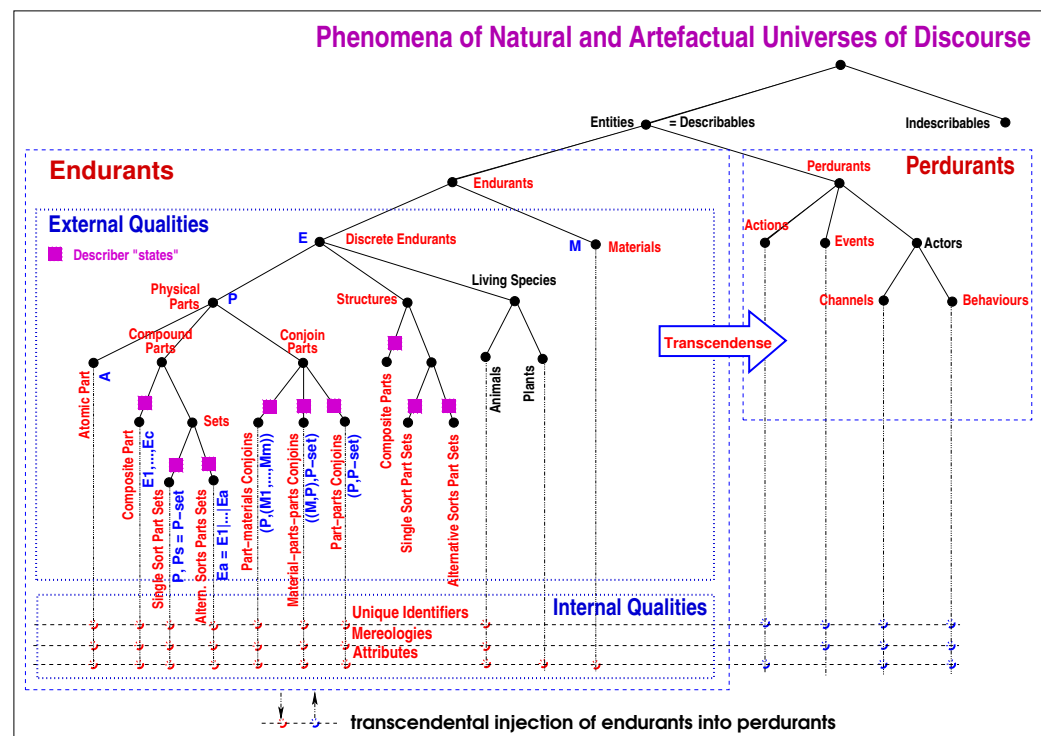 Phenomena of Natural and Artefactual Universes of Discourse
Entities = Describables
Indescribables
Endurants
Perdurants
Endurants
Perdurants
External Qualities
Describer "states"
E
Discrete Endurants
M
Materials
Actions
Events
Actors
Physical
Parts
P
Structures
Living Species
Channels
Behaviours
Compound
Parts
Conjoin
Parts
Transcendense
Atomic Part
A
Sets
Composite Part
E1,...,Ec
Single Sort Part Sets
P, Ps = P-set
Altern. Sorts Parts Sets
Ea = E1|...|Ea
Part-materials Conjoins
(P,(M1,...,Mm))
Material-parts-parts Conjoins
((M,P),P-set)
Part-parts Conjoins
(P,P-set)
Composite Parts
Single Sort Part Sets
Alternative Sorts Part Sets
Animals
Plants
Internal Qualities
Unique Identifiers
Mereologies
Attributes
transcendental injection of endurants into perdurants